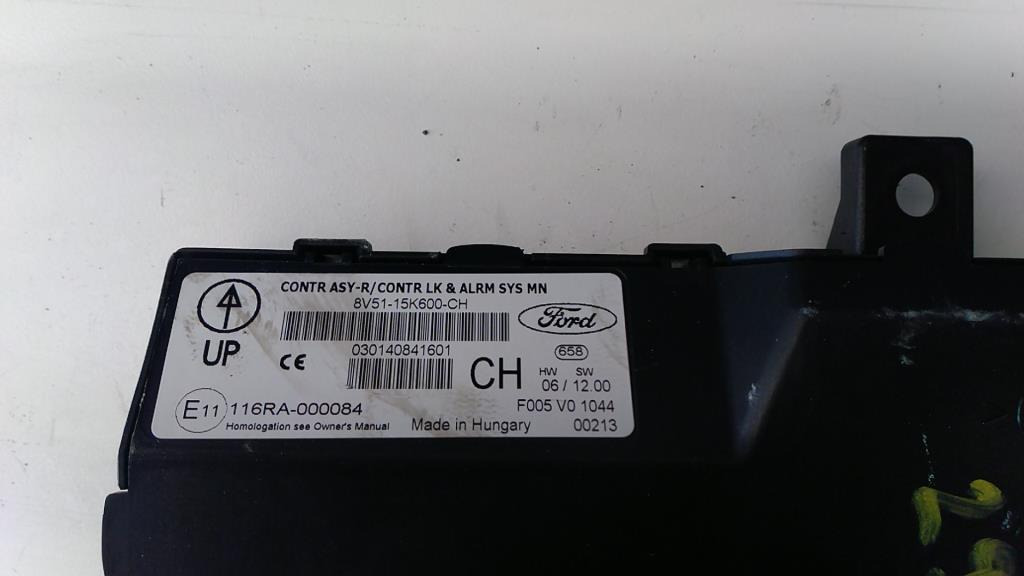 CONTR ASY-R/CONTR LK & ALRM SYS MN
8V51-15K600-CH
Ford
UP
CE
030140841601
CH
658
HW SW
06 / 12.00
E11 116RA-000084
F005 V0 1044
Homologation see Owner's Manual
Made in Hungary
00213